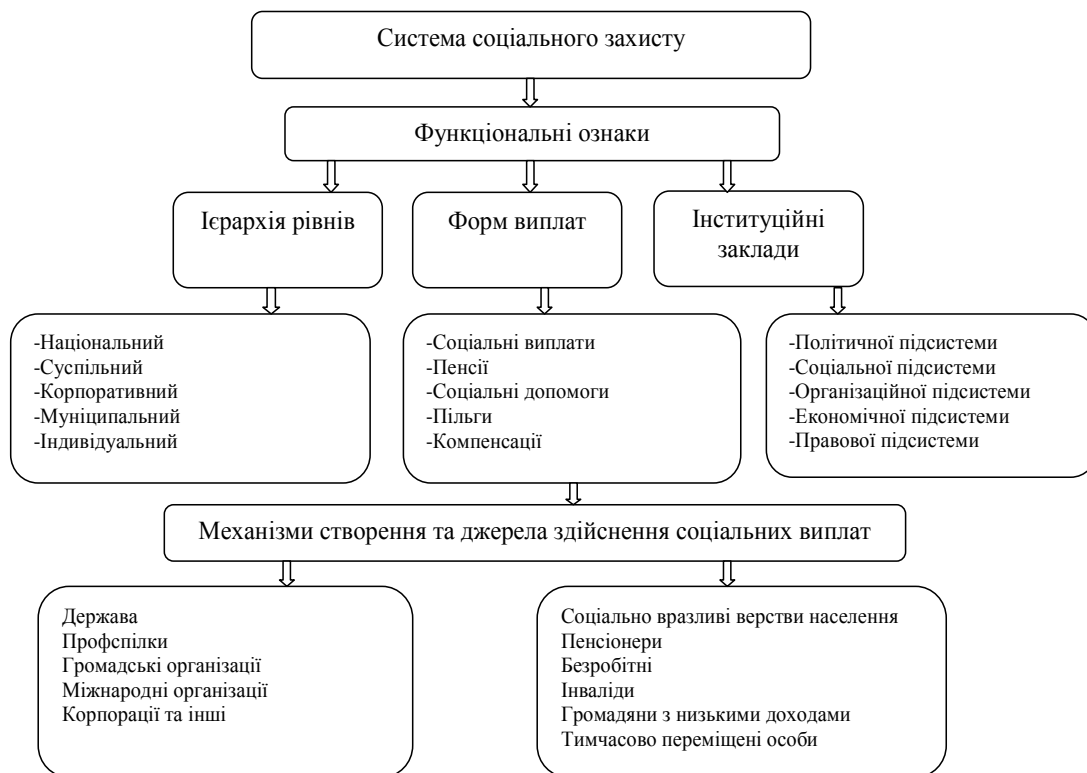 Система соціального захисту
Функціональні ознаки
Ієрархія рівнів
Форм виплат
Інституційні
заклади
-Національний
-Суспільний
-Корпоративний
-Муніципальний
-Індивідуальний
-Соціальні виплати
-Пенсії
-Соціальні допомоги
-Пільги
-Компенсації
-Політичної підсистеми
-Соціальної підсистеми
-Організаційної підсистеми
-Економічної підсистеми
-Правової підсистеми
Механізми створення та джерела здійснення соціальних виплат
Держава
Профспілки
Громадські організації
Міжнародні організації
Корпорації та інші
Соціально вразливі верстви населення
Пенсіонери
Безробітні
Інваліди
Громадяни з низькими доходами
Тимчасово переміщені особи